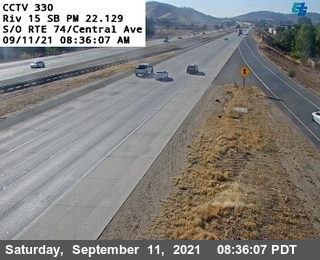 CCTV 330
Riv 15 SB PM 22.129
S/O RTE 74/Central Ave
09/11/21 08:36:07 AM
Saturday, September 11, 2021 08:36:07 PDT